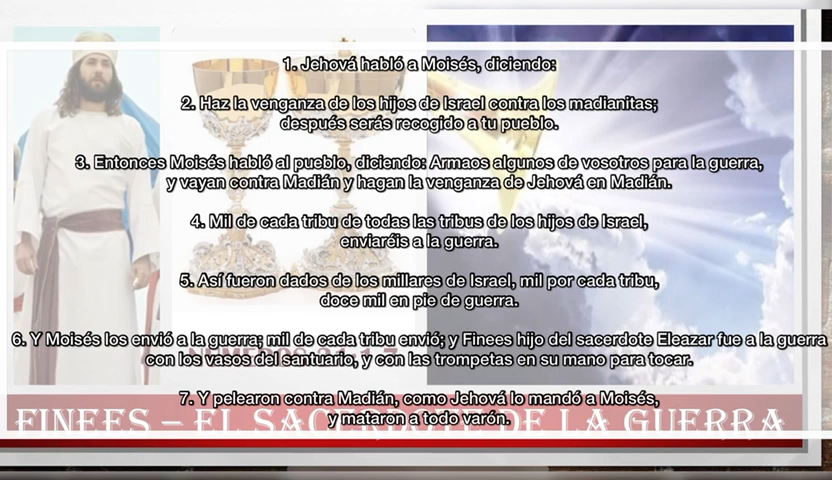 1. Jehová habló a Moisés, diciendo:
2. Haz la venganza de los hijos de Israel contra los madianitas;
después serás recogido a tu pueblo.
3. Entonces Moisés habló al pueblo, diciendo: Armaos algunos de vosotros para la guerra,
y vayan contra Madián y hagan la venganza de Jehová en Madián.
4. Mil de cada tribu de todas las tribus de los hijos de Israel,
enviaréis a la guerra.
5. Así fueron dados de los millares de Israel, mil por cada tribu,
doce mil en pie de guerra.
6. Y Moisés los envió a la guerra; mil de cada tribu envió; y Finees hijo del sacerdote Eleazar fue a la guerra
con los vasos del santuario, y con las trompetas en su mano para tocar.
7. Y pelearon contra Madián, como Jehová lo mandó a Moisés,
y mataron a todo varón.
FINEES – EL SACERDOTE DE LA GUERRA